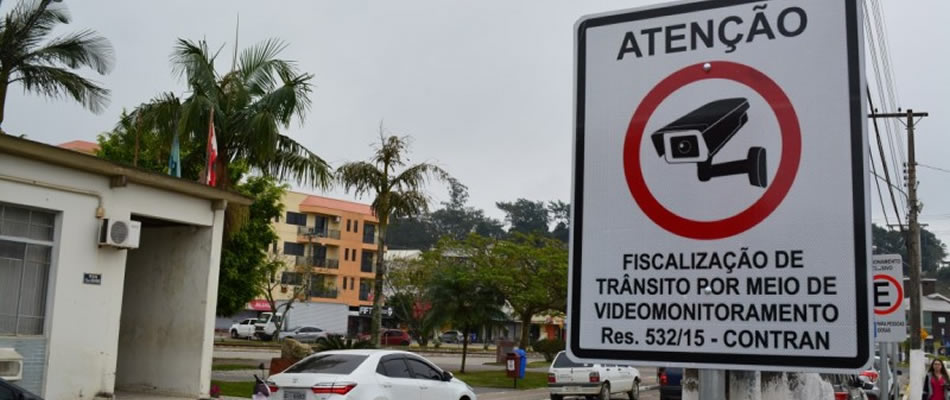 ATENÇÃO
FISCALIZAÇÃO DE
TRÂNSITO POR MEIO DE
VIDEOMONITORAMENTO
Res. 532/15 - CONTRAN
E